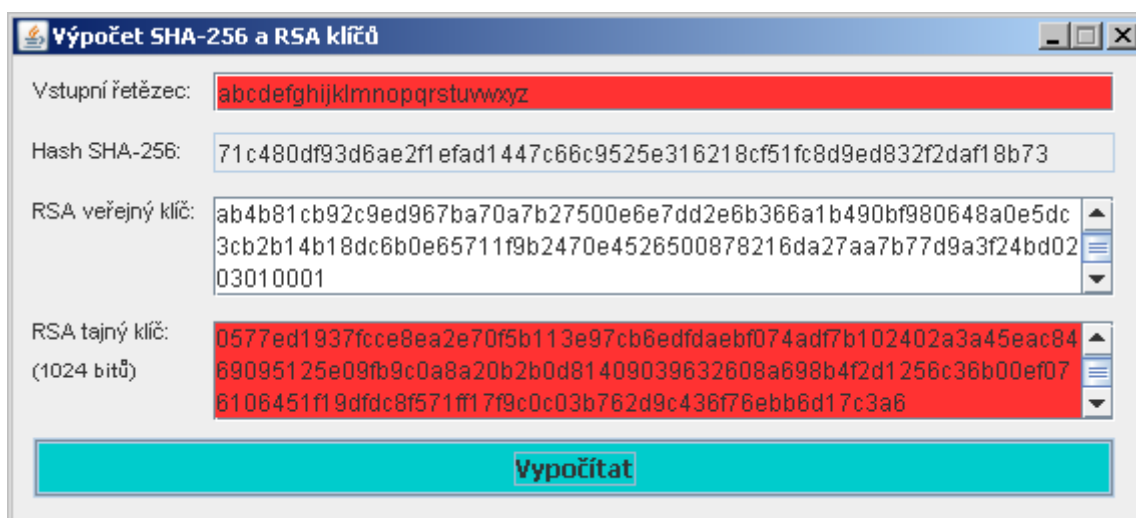 Výpočet SHA-256 a RSA klíčů
Vstupní řetězec:
abcdefghijklmnopqrstuvwxyz
Hash SHA-256:
71c480df93d6ae2f1efad1447c66c9525e316218cf51fc8d9ed832f2daf18b73
RSA veřejný klíč:
ab4b81cb92c9ed967ba70a7b27500e6e7dd2e6b366a1b490bf980648a0e5dc
3cb2b14b18dc6b0e65711f9b2470e4526500878216da27aa7b77d9a3f24bd02
03010001
RSA tajný klíč:
(1024 bitů)
0577ed1937fcce8ea2e70f5b113e97cb6edfdaebf074adf7b102402a3a45eac84
69095125e09fb9c0a8a20b2b0d81409039632608a698b4f2d1256c36b00ef07
6106451f19dfdc8f571ff17f9c0c03b762d9c436f76ebb6d17c3a6
Vypočítat